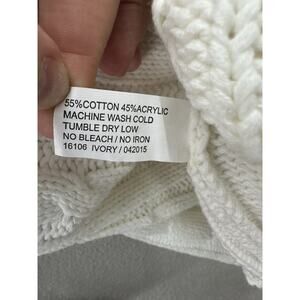 55%COTTON 45%ACRYLIC
MACHINE WASH COLD
TUMBLE DRY LOW
NO BLEACH / NO IRON
16106 IVORY / 042015